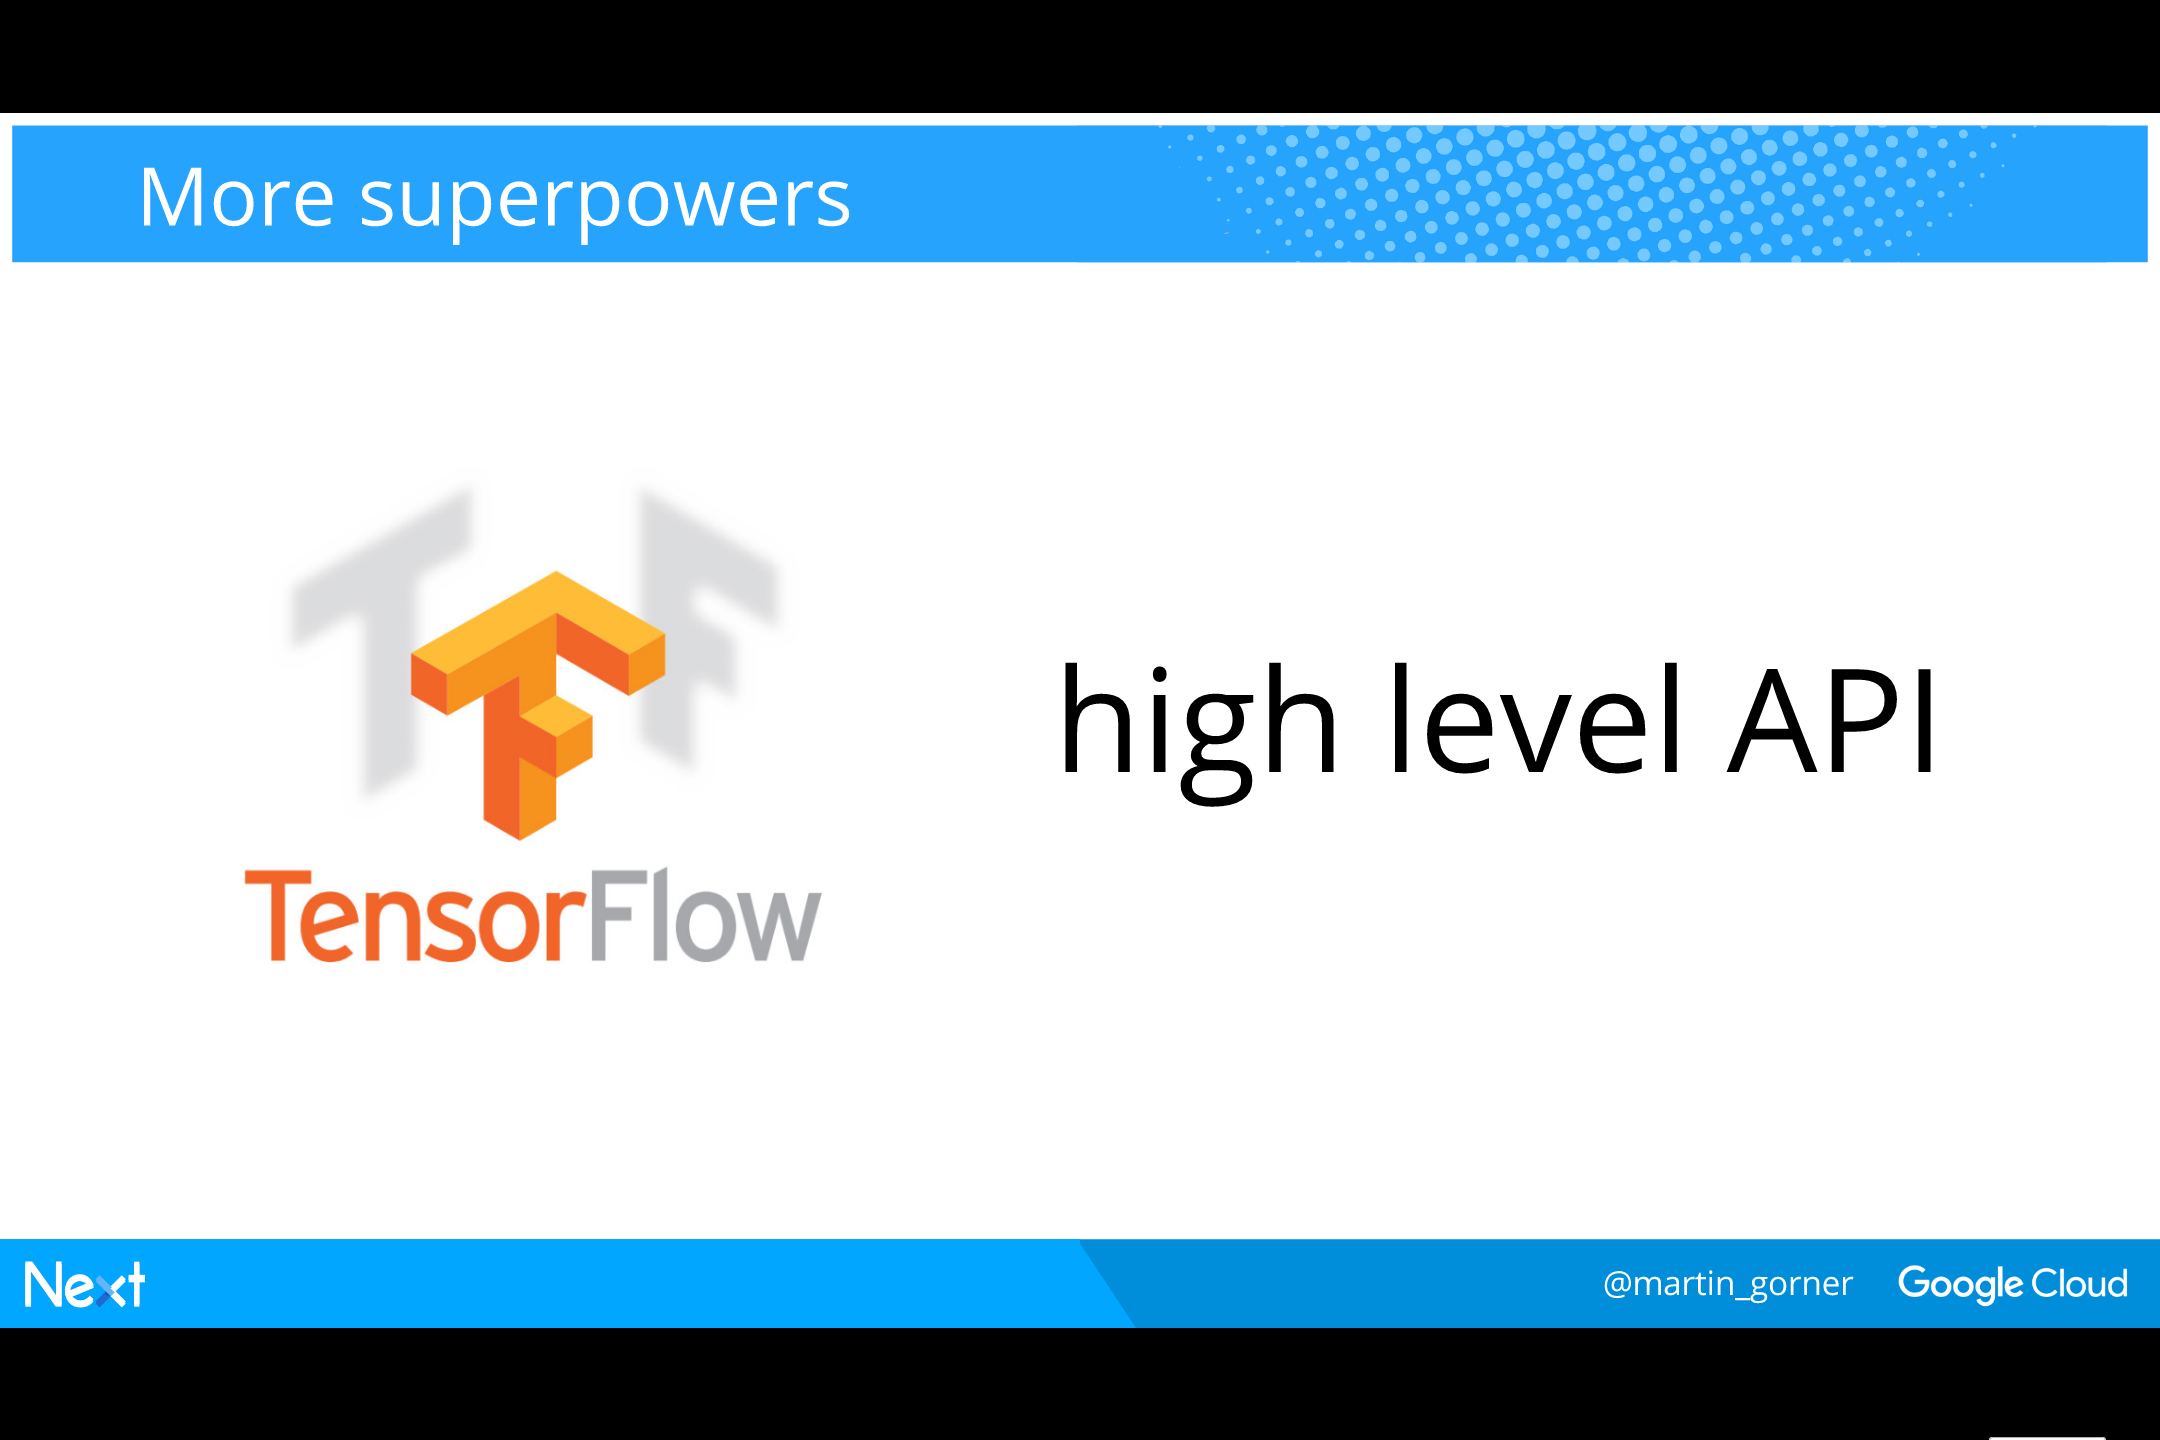 More superpowers
TensorFlow
high level API
Next
@martin_gorner
Google Cloud